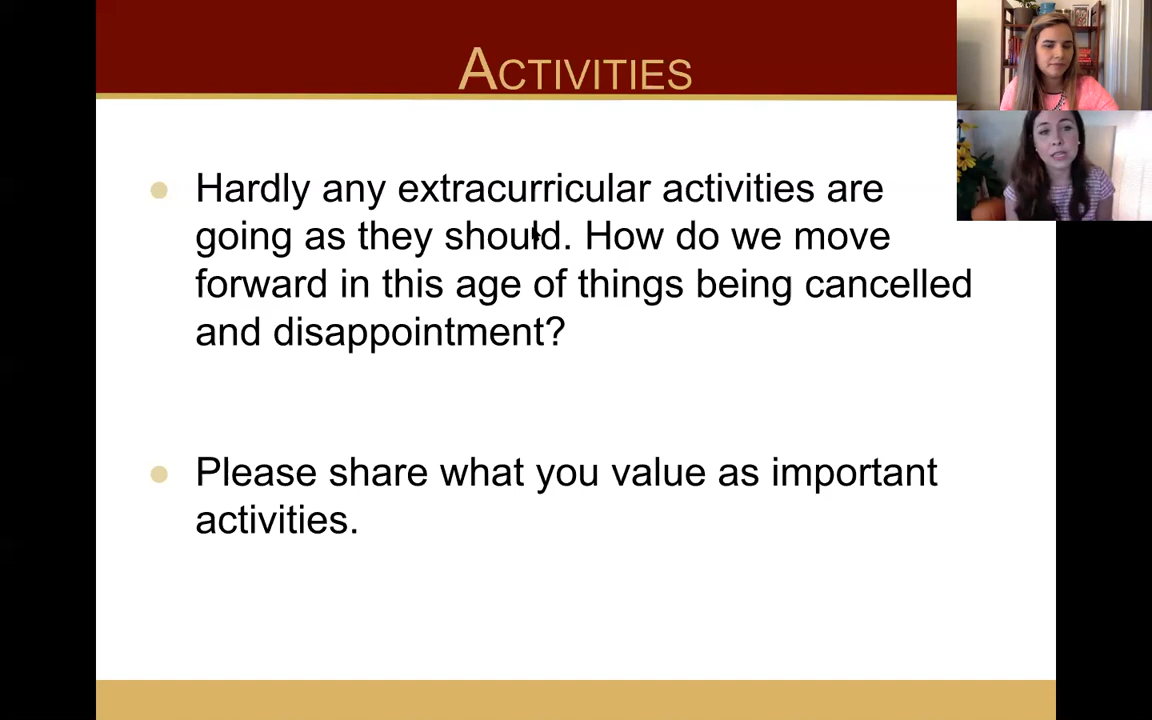 ACTIVITIES
Hardly any extracurricular activities are
going as they should. How do we move
forward in this age of things being cancelled
and disappointment?
Please share what you value as important
activities.